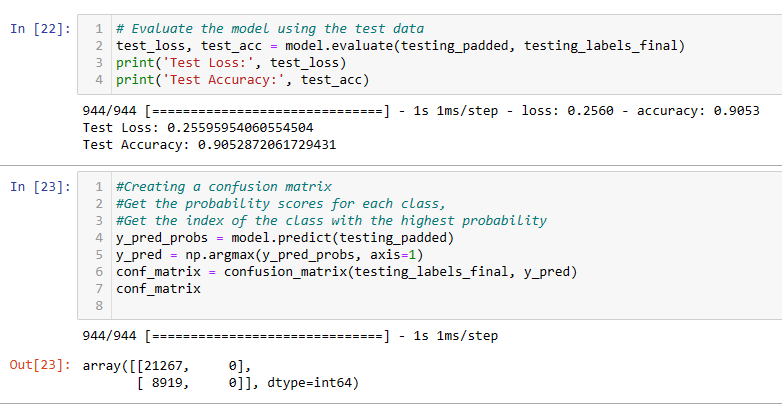 In [22]:
1 # Evaluate the model using the test data
2 test_loss, test_acc = model.evaluate(testing_padded, testing_labels_final)
3 print('Test Loss:', test_loss)
4 print('Test Accuracy:', test_acc)
944/944 [==============================] - 1s 1ms/step - loss: 0.2560 - accuracy: 0.9053
Test Loss: 0.25595954060554504
Test Accuracy: 0.9052872061729431
In [23]:
1 #Creating a confusion matrix
2 #Get the probability scores for each class,
3 #Get the index of the class with the highest probability
4 y_pred_probs = model.predict(testing_padded)
5 y_pred = np.argmax(y_pred_probs, axis=1)
6 conf_matrix = confusion_matrix(testing_labels_final, y_pred)
7 conf_matrix
8
944/944 [==============================] - 1s 1ms/step
Out[23]: array([[21267,     0],
       [ 8919,     0]], dtype=int64)